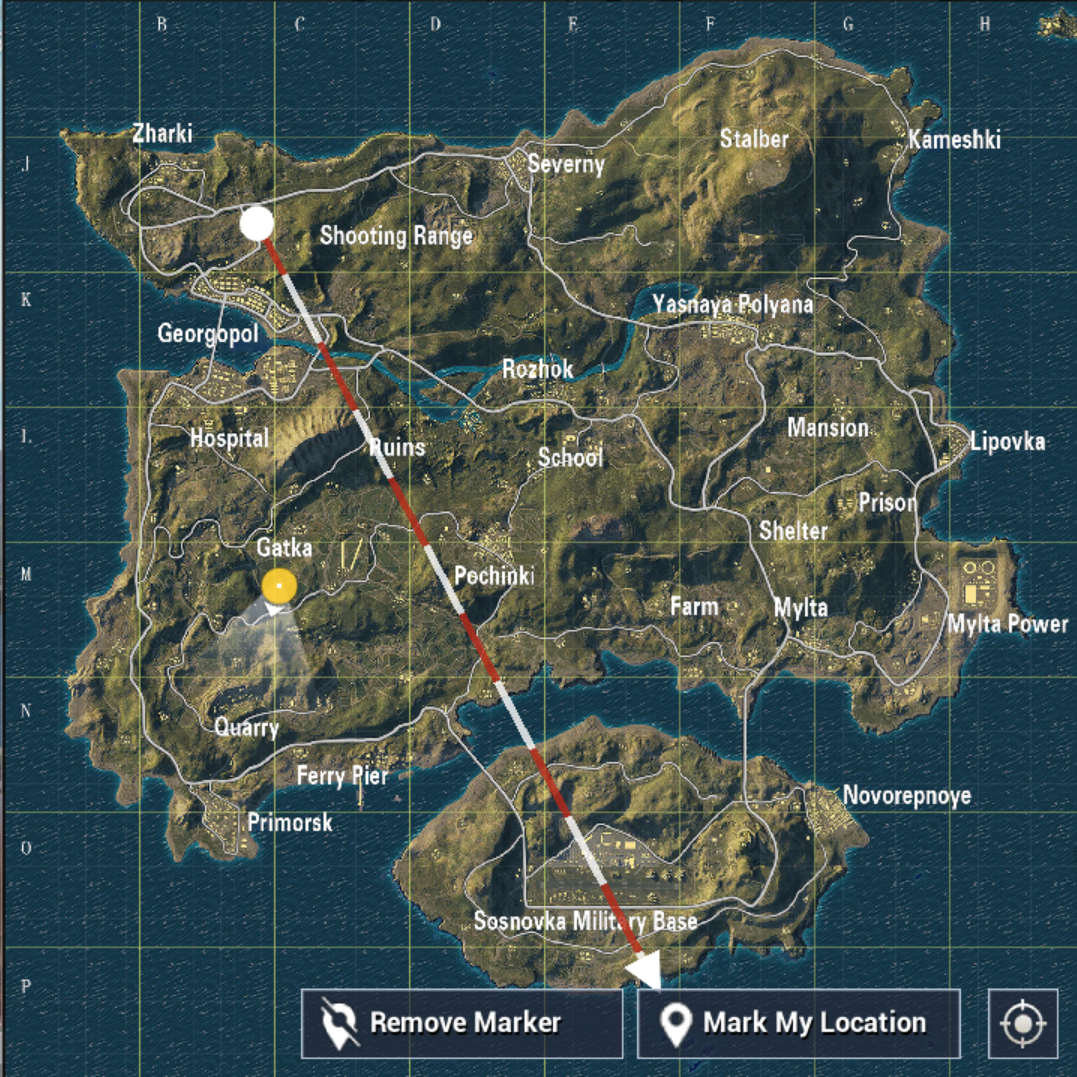 B C D E F G H
Zharki
Stalber
Kameshki
J
Severny
Shooting Range
K
Yasnaya Polyana
Georgopol
Rozhok
Mansion
L
Hospital
Ruins
School
Lipovka
Prison
Shelter
Gatka
M
Pochinki
Farm
Mylta
Mylta Power
N
Quarry
Ferry Pier
Novorepnoye
Primorsk
O
Sosnovka Military Base
P
Remove Marker
Mark My Location